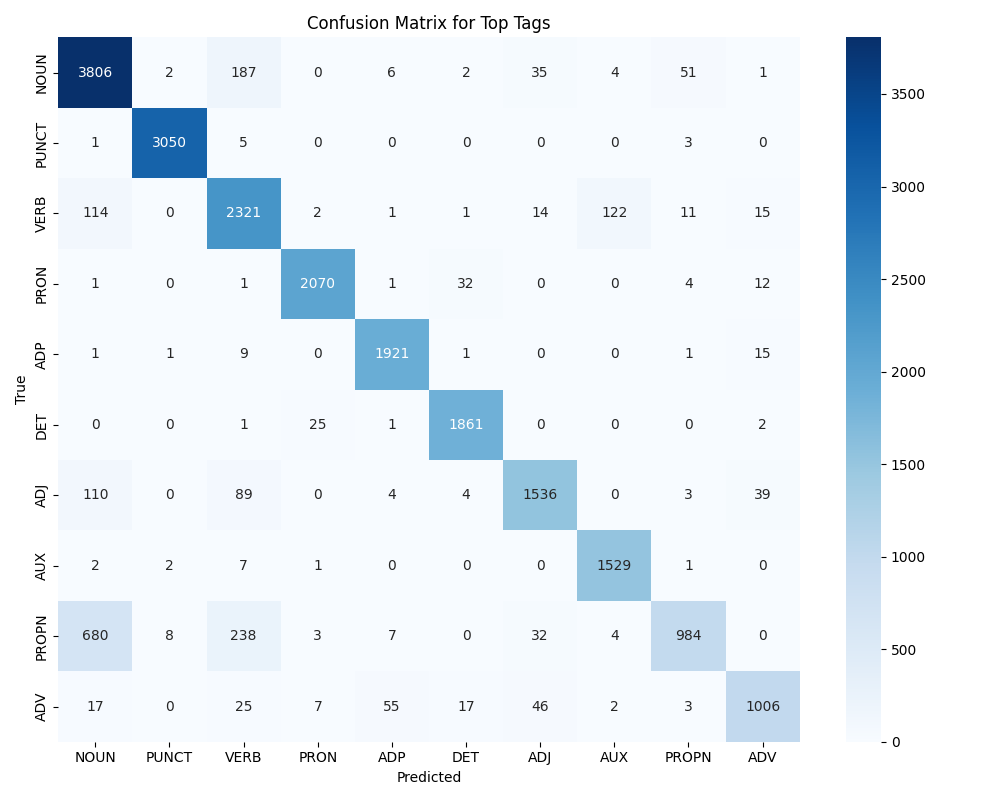 Confusion Matrix for Top Tags
NOUN 3806 2 187 0 6 2 35 4 51 1
PUNCT 1 3050 5 0 0 0 0 0 3 0
VERB 114 0 2321 2 1 1 14 122 11 15
PRON 1 0 1 2070 1 32 0 0 4 12
ADP 1 1 9 0 1921 1 0 0 1 15
DET 0 0 1 25 1 1861 0 0 0 2
ADJ 110 0 89 0 4 4 1536 0 3 39
AUX 2 2 7 1 0 0 0 1529 1 0
PROPN 680 8 238 3 7 0 32 4 984 0
ADV 17 0 25 7 55 17 46 2 3 1006
NOUN PUNCT VERB PRON ADP DET ADJ AUX PROPN ADV
Predicted
True
3500
3000
2500
2000
1500
1000
500
0